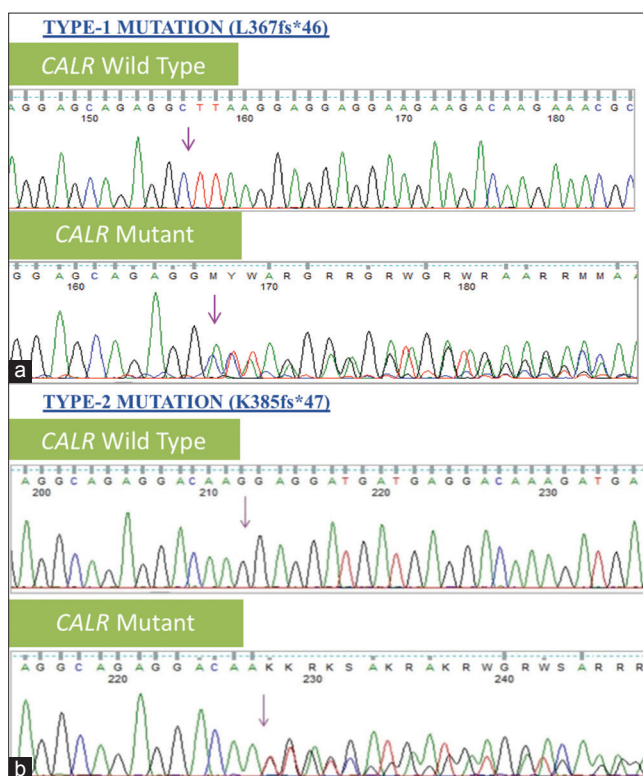 TYPE-1 MUTATION (L367fs*46)
CALR Wild Type
A G G A G C A G A G G C T T A A G G A G G A G G A A G A A G A C A A G A A A C G C
150 160 170 180
CALR Mutant
G G A G C A G A G G M Y W A R G R R G R W G R W R A A R R M M A A
160 170 180
a
TYPE-2 MUTATION (K385fs*47)
CALR Wild Type
A G G C A G A G G A C A A G G A G G A T G A T G A G G A C A A A G A T G A
200 210 220 230
CALR Mutant
A G G C A G A G G A C A A K K R K S A K R A K R W G R W S A R R R
220 230 240
b